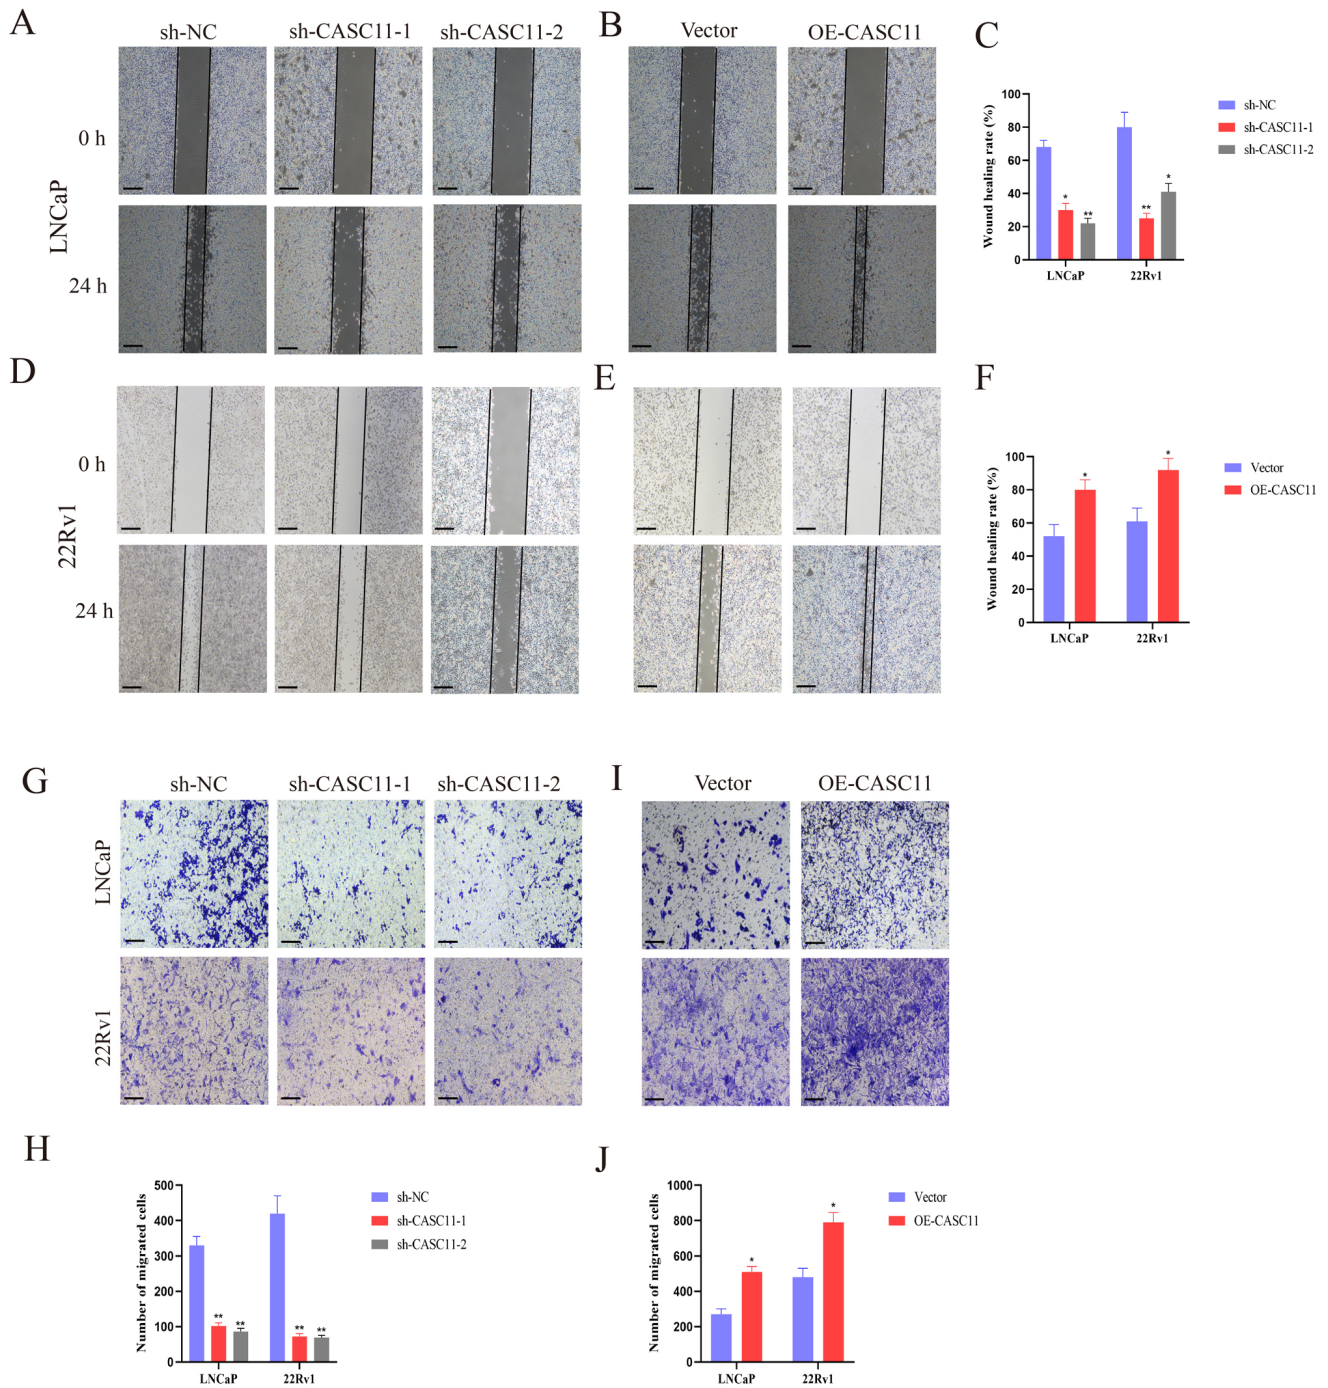 A
sh-NC
sh-CASC11-1
sh-CASC11-2
B
Vector
OE-CASC11
C
LNCaP
0 h
24 h
Wound healing rate (%)
100
80
60
40
20
0
*
**
**
*
LNCaP
22Rv1
sh-NC
sh-CASC11-1
sh-CASC11-2
D
E
F
22Rv1
0 h
24 h
Wound healing rate (%)
100
80
60
40
20
0
*
*
LNCaP
22Rv1
Vector
OE-CASC11
G
sh-NC
sh-CASC11-1
sh-CASC11-2
I
Vector
OE-CASC11
LNCaP
22Rv1
H
Number of migrated cells
500
400
300
200
100
0
**
**
**
**
LNCaP
22Rv1
sh-NC
sh-CASC11-1
sh-CASC11-2
J
Number of migrated cells
1000
800
600
400
200
0
*
*
LNCaP
22Rv1
Vector
OE-CASC11